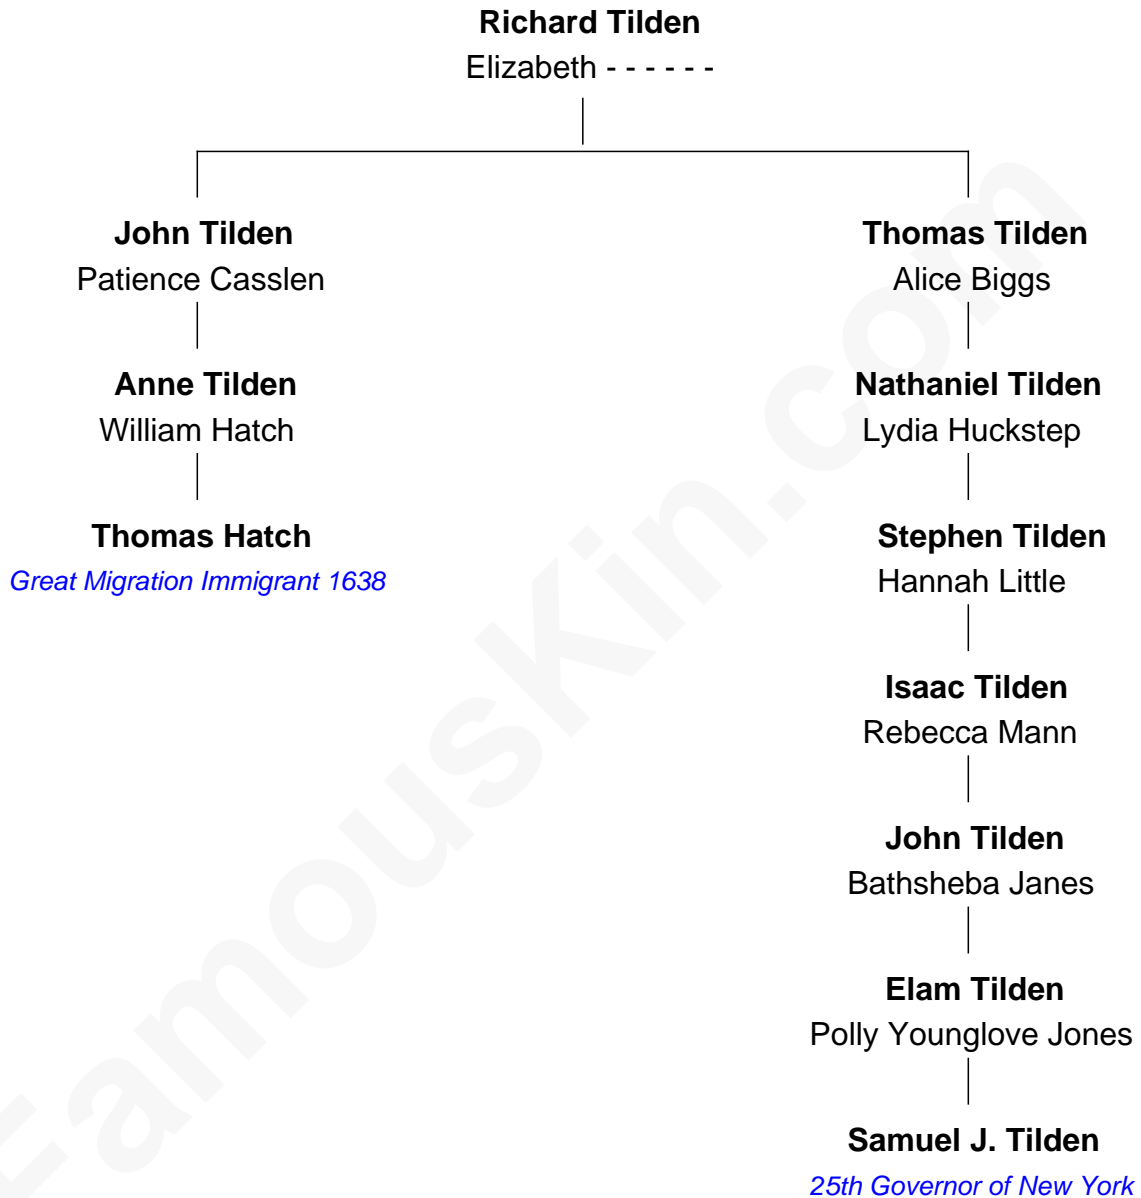 Richard Tilden
Elizabeth - - - - - -
John Tilden
Patience Casslen
Anne Tilden
William Hatch
Thomas Hatch
Great Migration Immigrant 1638
Thomas Tilden
Alice Biggs
Nathaniel Tilden
Lydia Huckstep
Stephen Tilden
Hannah Little
Isaac Tilden
Rebecca Mann
John Tilden
Bathsheba Janes
Elam Tilden
Polly Younglove Jones
Samuel J. Tilden
25th Governor of New York
FamousKin.com